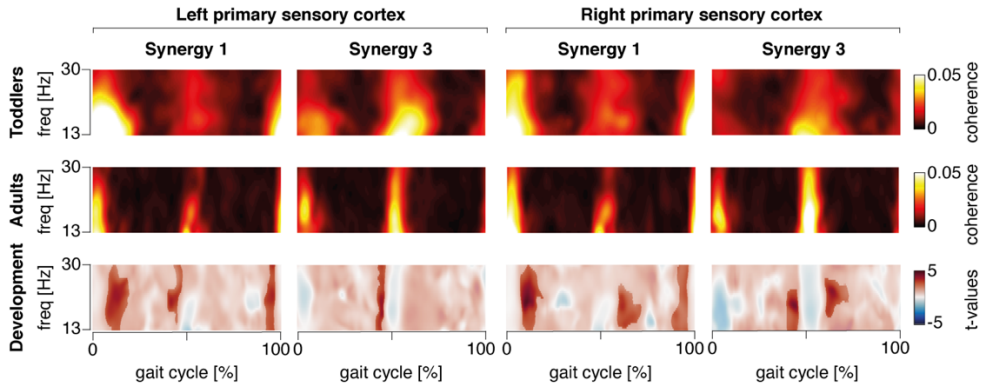 Left primary sensory cortex Right primary sensory cortex
Synergy 1 Synergy 3 Synergy 1 Synergy 3
Toddlers freq [Hz] 30 13 0.05 0 coherence
Adults freq [Hz] 30 13 0.05 0 coherence
Development freq [Hz] 30 13 5 -5 t-values
0 100 0 100 0 100 0 100
gait cycle [%] gait cycle [%] gait cycle [%] gait cycle [%]